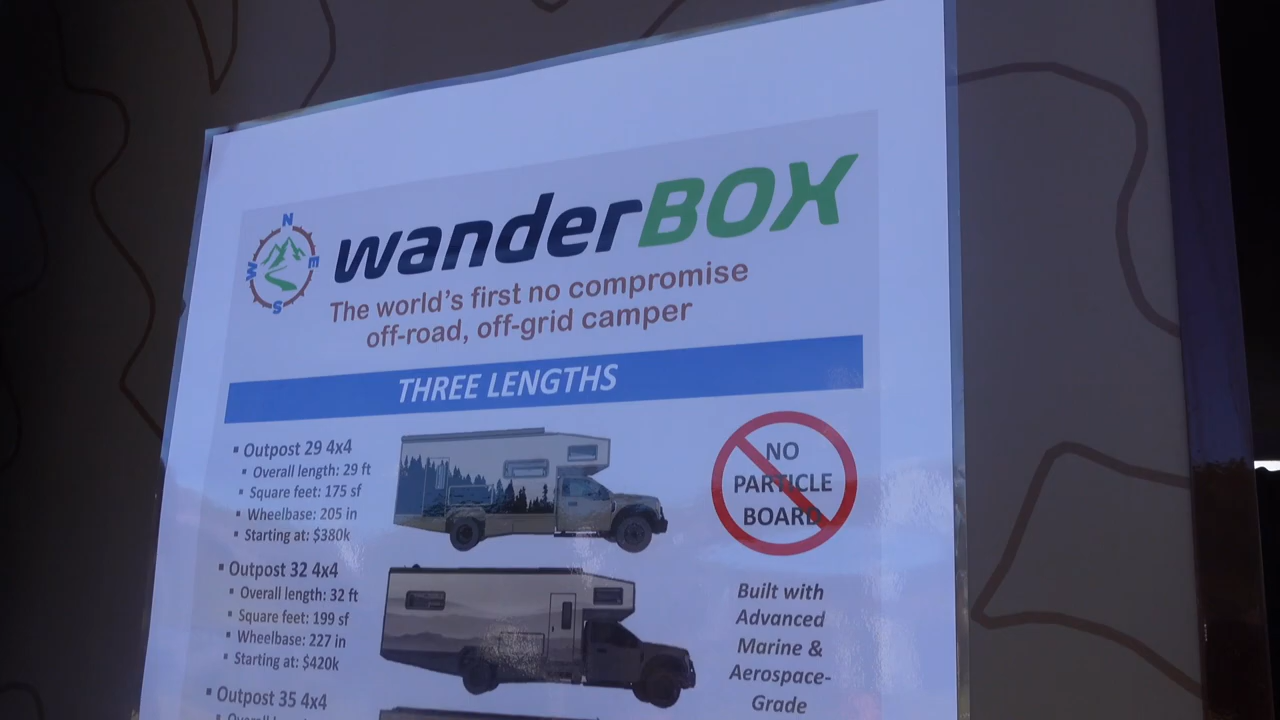 N
W
E
S
wanderBOX
The world's first no compromise
off-road, off-grid camper
THREE LENGTHS
▪ Outpost 29 4x4
▪ Overall length: 29 ft
▪ Square feet: 175 sf
▪ Wheelbase: 205 in
▪ Starting at: $380k
NO
PARTICLE
BOARD
▪ Outpost 32 4x4
▪ Overall length: 32 ft
▪ Square feet: 199 sf
▪ Wheelbase: 227 in
▪ Starting at: $420k
Built with
Advanced
Marine &
Aerospace-
Grade
▪ Outpost 35 4x4